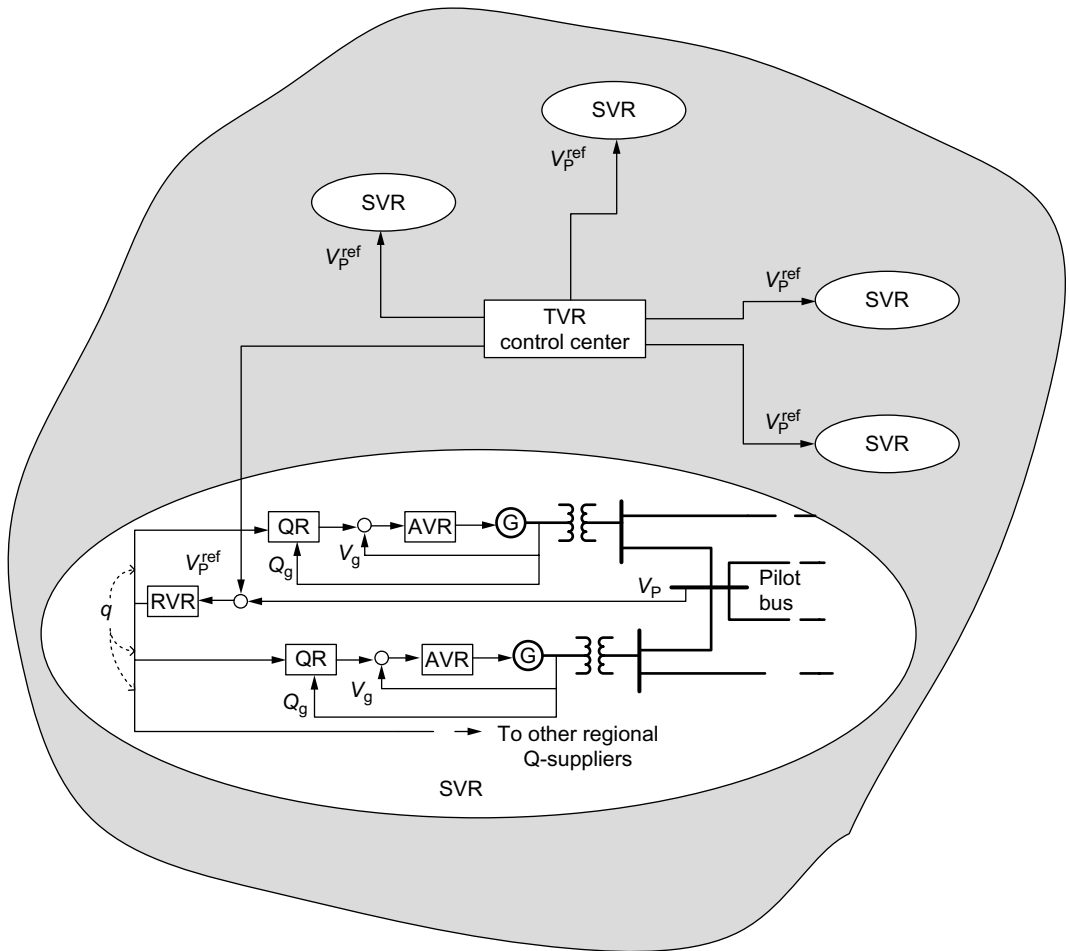 SVR
V_P^ref
SVR
V_P^ref
V_P^ref
SVR
TVR
control center
V_P^ref
SVR
QR
AVR
G
V_g
Q_g
V_P^ref
V_P
Pilot
bus
q
RVR
QR
AVR
G
V_g
Q_g
To other regional
Q-suppliers
SVR